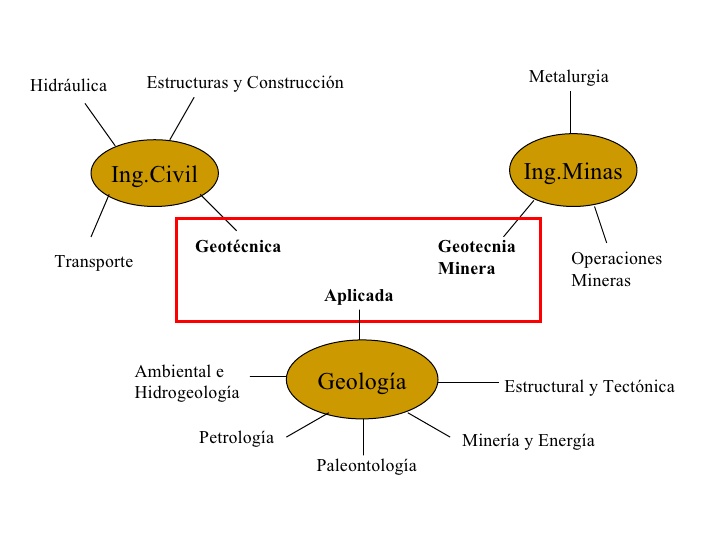 Hidráulica
Estructuras y Construcción
Metalurgia
Ing.Civil
Ing.Minas
Transporte
Geotécnica
Geotecnia
Minera
Operaciones
Mineras
Aplicada
Ambiental e
Hidrogeología
Geología
Estructural y Tectónica
Petrología
Minería y Energía
Paleontología